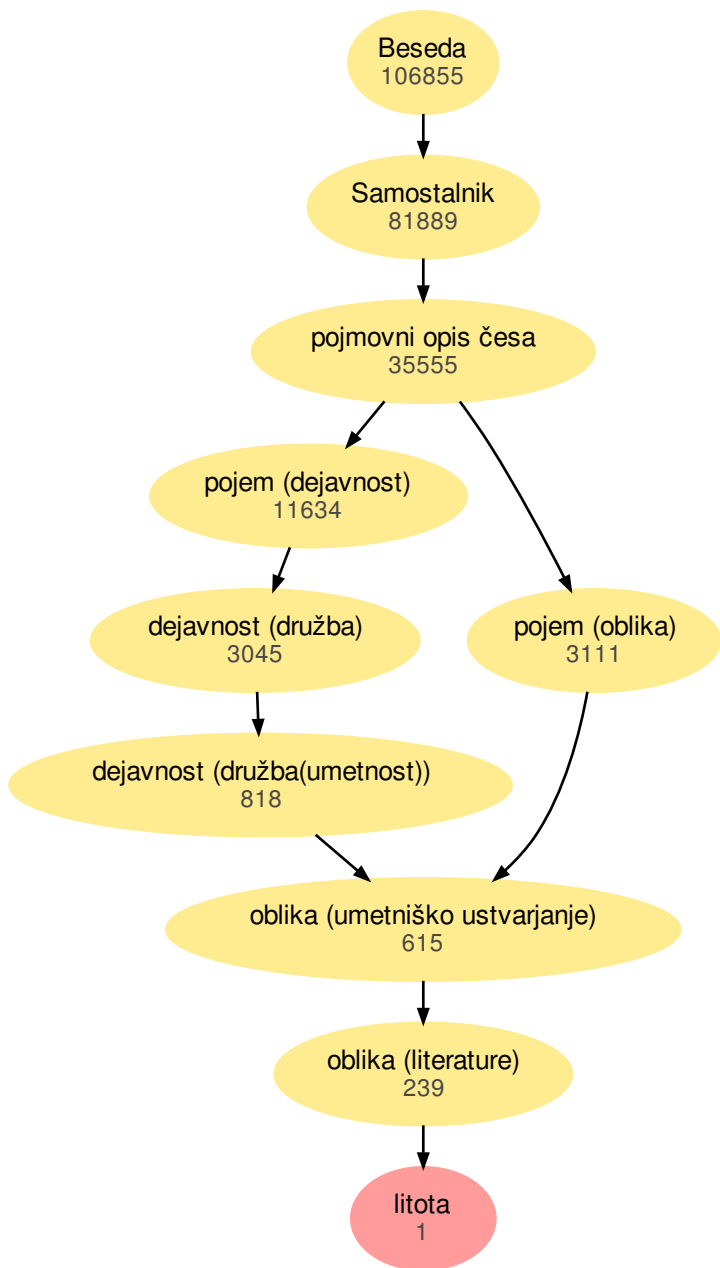 Beseda
106855
Samostalnik
81889
pojmovni opis česa
35555
pojem (dejavnost)
11634
dejavnost (družba)
3045
pojem (oblika)
3111
dejavnost (družba(umetnost))
818
oblika (umetniško ustvarjanje)
615
oblika (literature)
239
litota
1